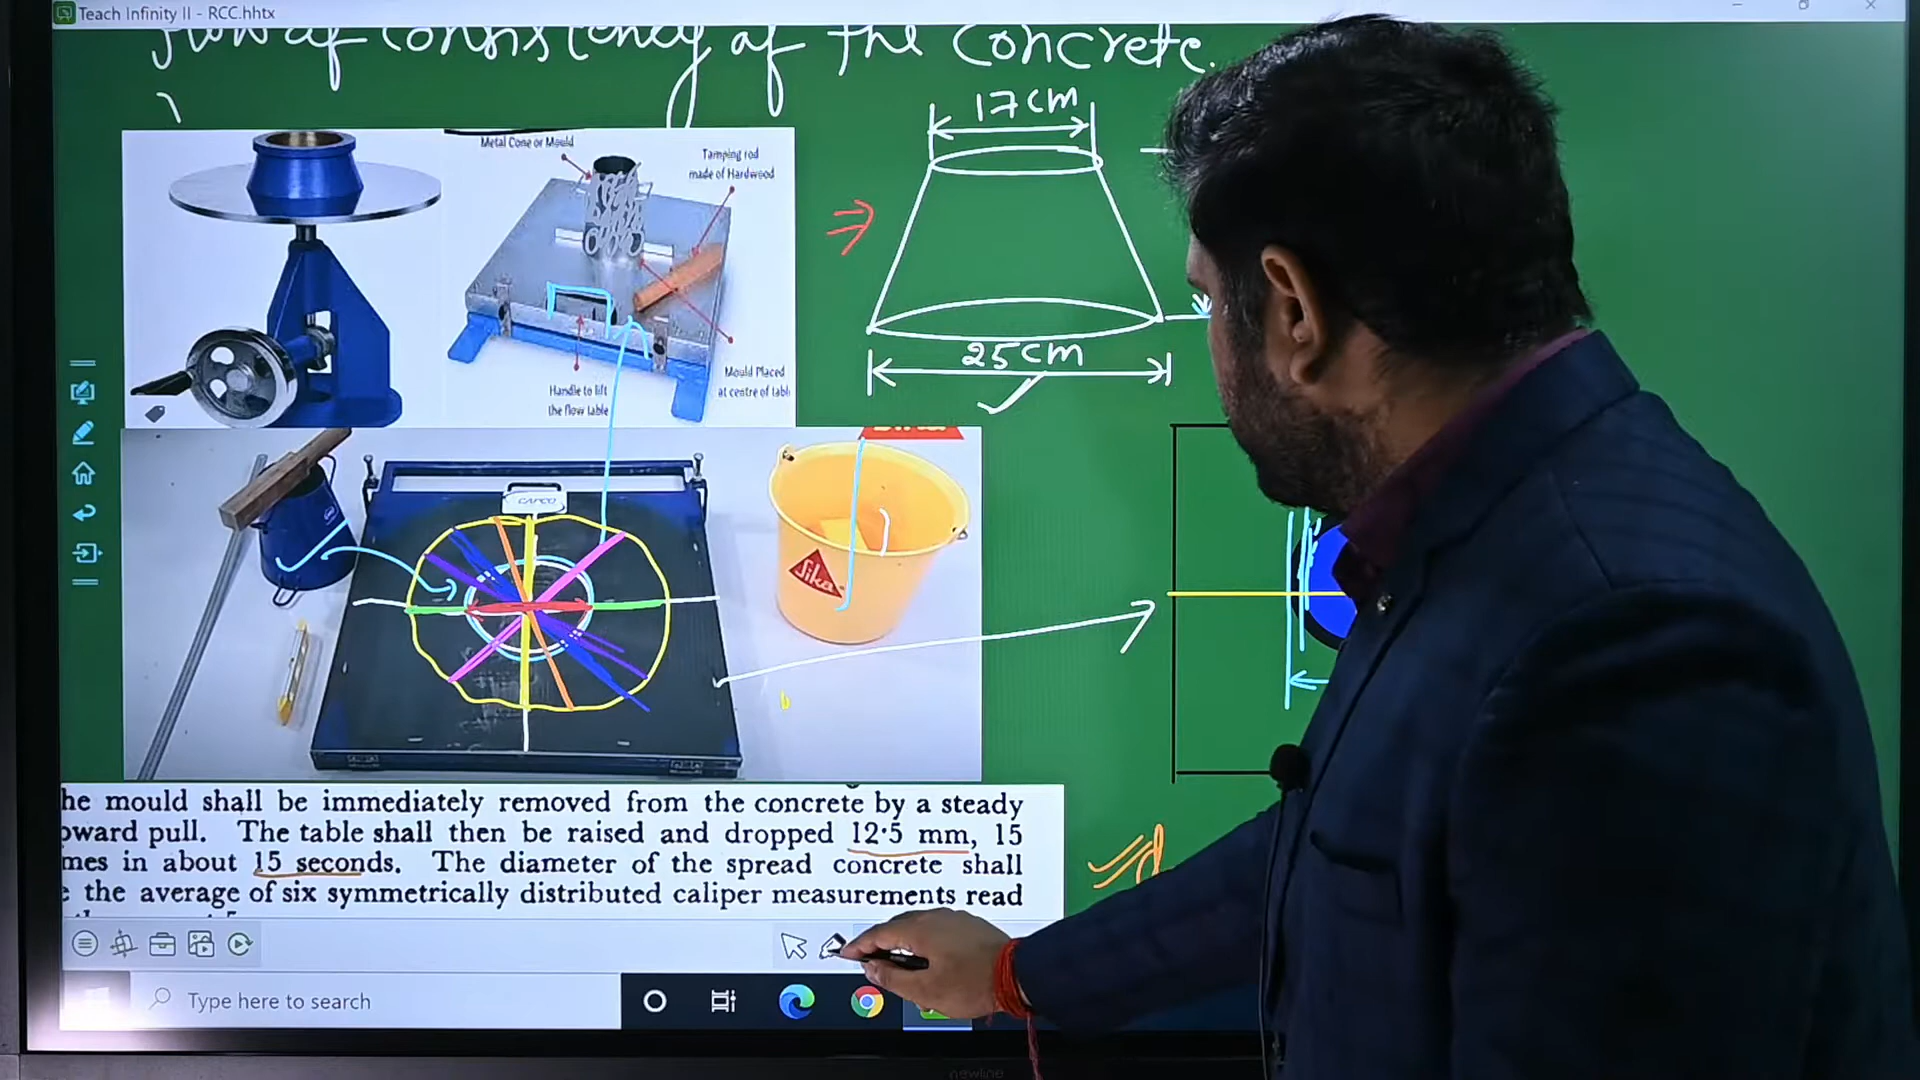 Teach Infinity II - RCC.hhtx
flow of consistency of the concrete.
Metal Cone or Mould
Tamping rod
made of Hardwood
Handle to lift
the flow table
Mould Placed
at centre of tabl
17cm
25cm
CAPCO
Sika
he mould shall be immediately removed from the concrete by a steady
pward pull. The table shall then be raised and dropped 12·5 mm, 15
mes in about 15 seconds. The diameter of the spread concrete shall
e the average of six symmetrically distributed caliper measurements read
Type here to search
newline